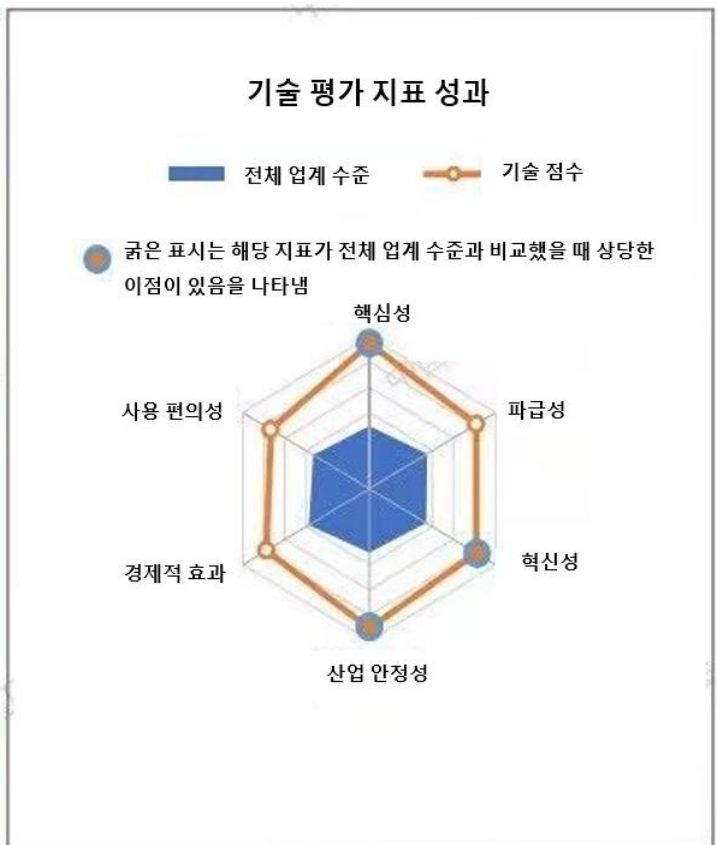 기술 평가 지표 성과
전체 업계 수준
기술 점수
굵은 표시는 해당 지표가 전체 업계 수준과 비교했을 때 상당한
이점이 있음을 나타냄
핵심성
사용 편의성
파급성
경제적 효과
혁신성
산업 안정성